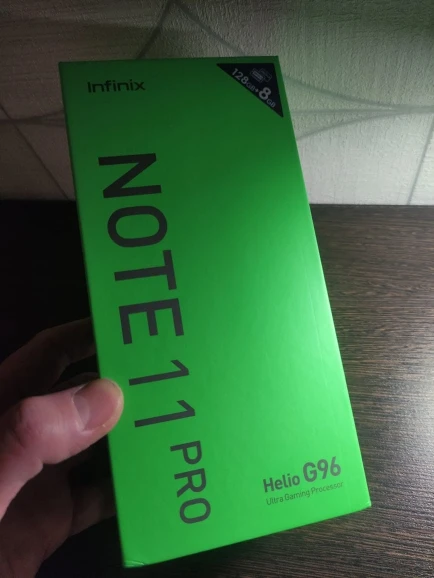 Infinix
128GB+8GB
NOTE 11 PRO
Helio G96
Ultra Gaming Processor